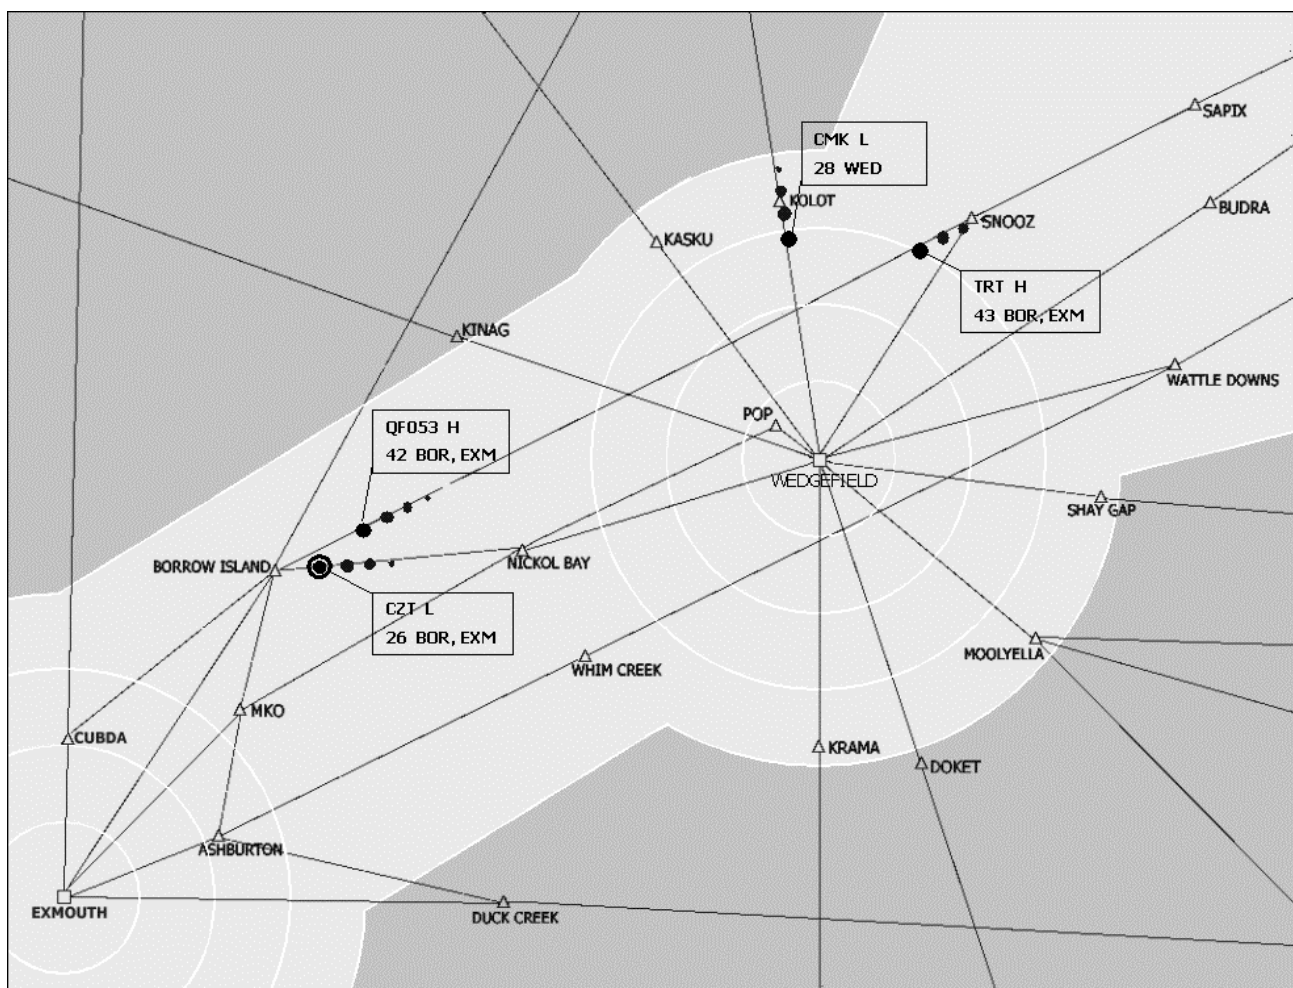 SAPIX
CMK L
28 WED
KOLOT
BUDRA
SNOOZ
KASKU
TRT H
43 BOR,EXM
KINAG
WATTLE DOWNS
POP
QF053 H
42 BOR,EXM
WEDGEFIELD
SHAY GAP
BORROW ISLAND
NICKOL BAY
CZT L
26 BOR,EXM
MOOLYELLA
WHIM CREEK
MKO
CUBDA
KRAMA
DOKET
ASHBURTON
EXMOUTH
DUCK CREEK